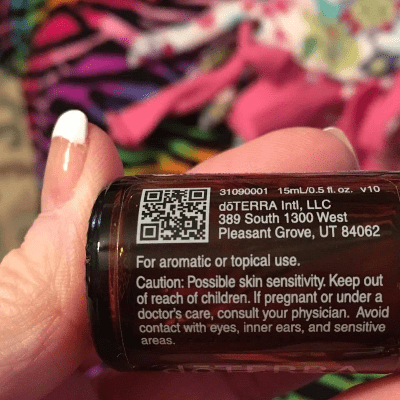 31090001 15mL/0.5 fl. oz. v10
dōTERRA Intl, LLC
389 South 1300 West
Pleasant Grove, UT 84062
For aromatic or topical use.
Caution: Possible skin sensitivity. Keep out
of reach of children. If pregnant or under a
doctor's care, consult your physician. Avoid
contact with eyes, inner ears, and sensitive
areas.
dōTERRA